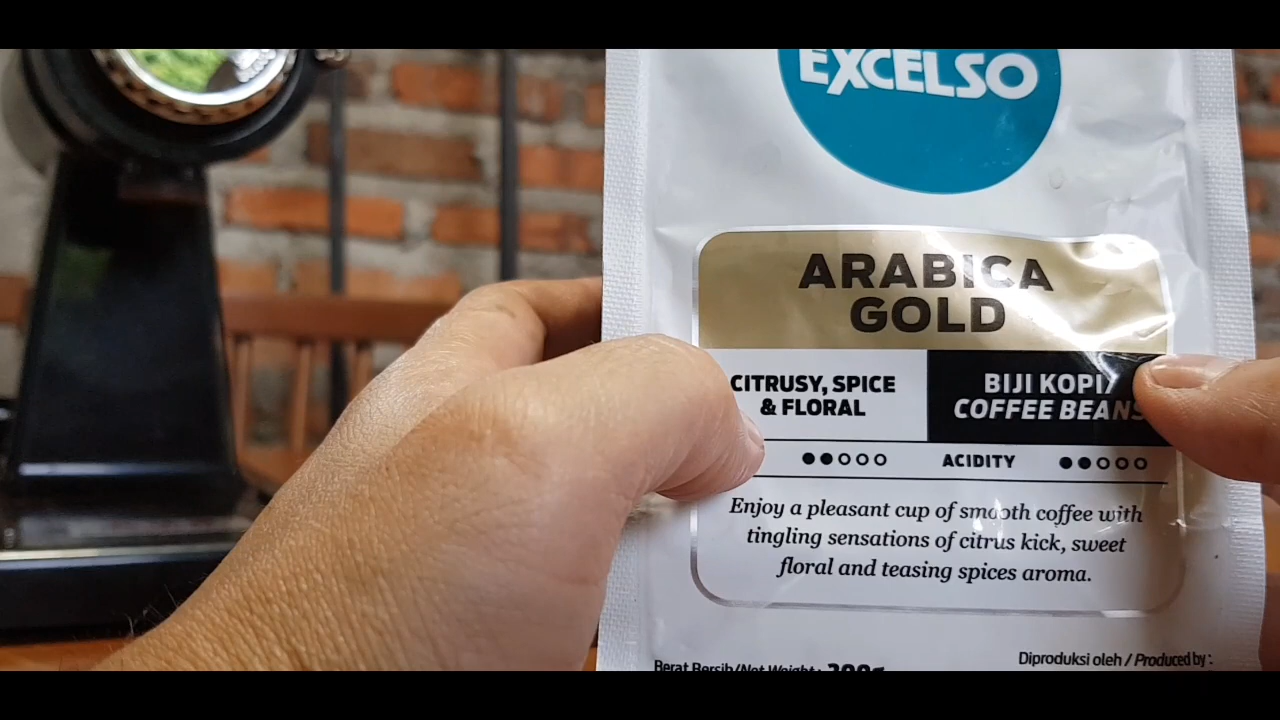 EXCELSO
ARABICA
GOLD
CITRUSY, SPICE
& FLORAL
BIJI KOPI/
COFFEE BEANS
●●○○○ ACIDITY ●●○○○
Enjoy a pleasant cup of smooth coffee with
tingling sensations of citrus kick, sweet
floral and teasing spices aroma.
Berat Bersih/Net Weight: 200g
Diproduksi oleh / Produced by :